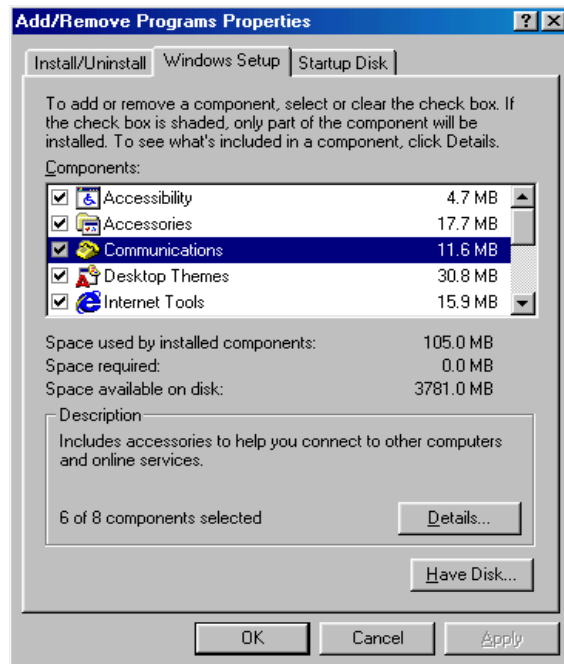 Add/Remove Programs Properties
Install/Uninstall Windows Setup Startup Disk
To add or remove a component, select or clear the check box. If
the check box is shaded, only part of the component will be
installed. To see what's included in a component, click Details.
Components:
Accessibility 4.7 MB
Accessories 17.7 MB
Communications 11.6 MB
Desktop Themes 30.8 MB
Internet Tools 15.9 MB
Space used by installed components: 105.0 MB
Space required: 0.0 MB
Space available on disk: 3781.0 MB
Description
Includes accessories to help you connect to other computers
and online services.
6 of 8 components selected Details...
Have Disk...
OK Cancel Apply